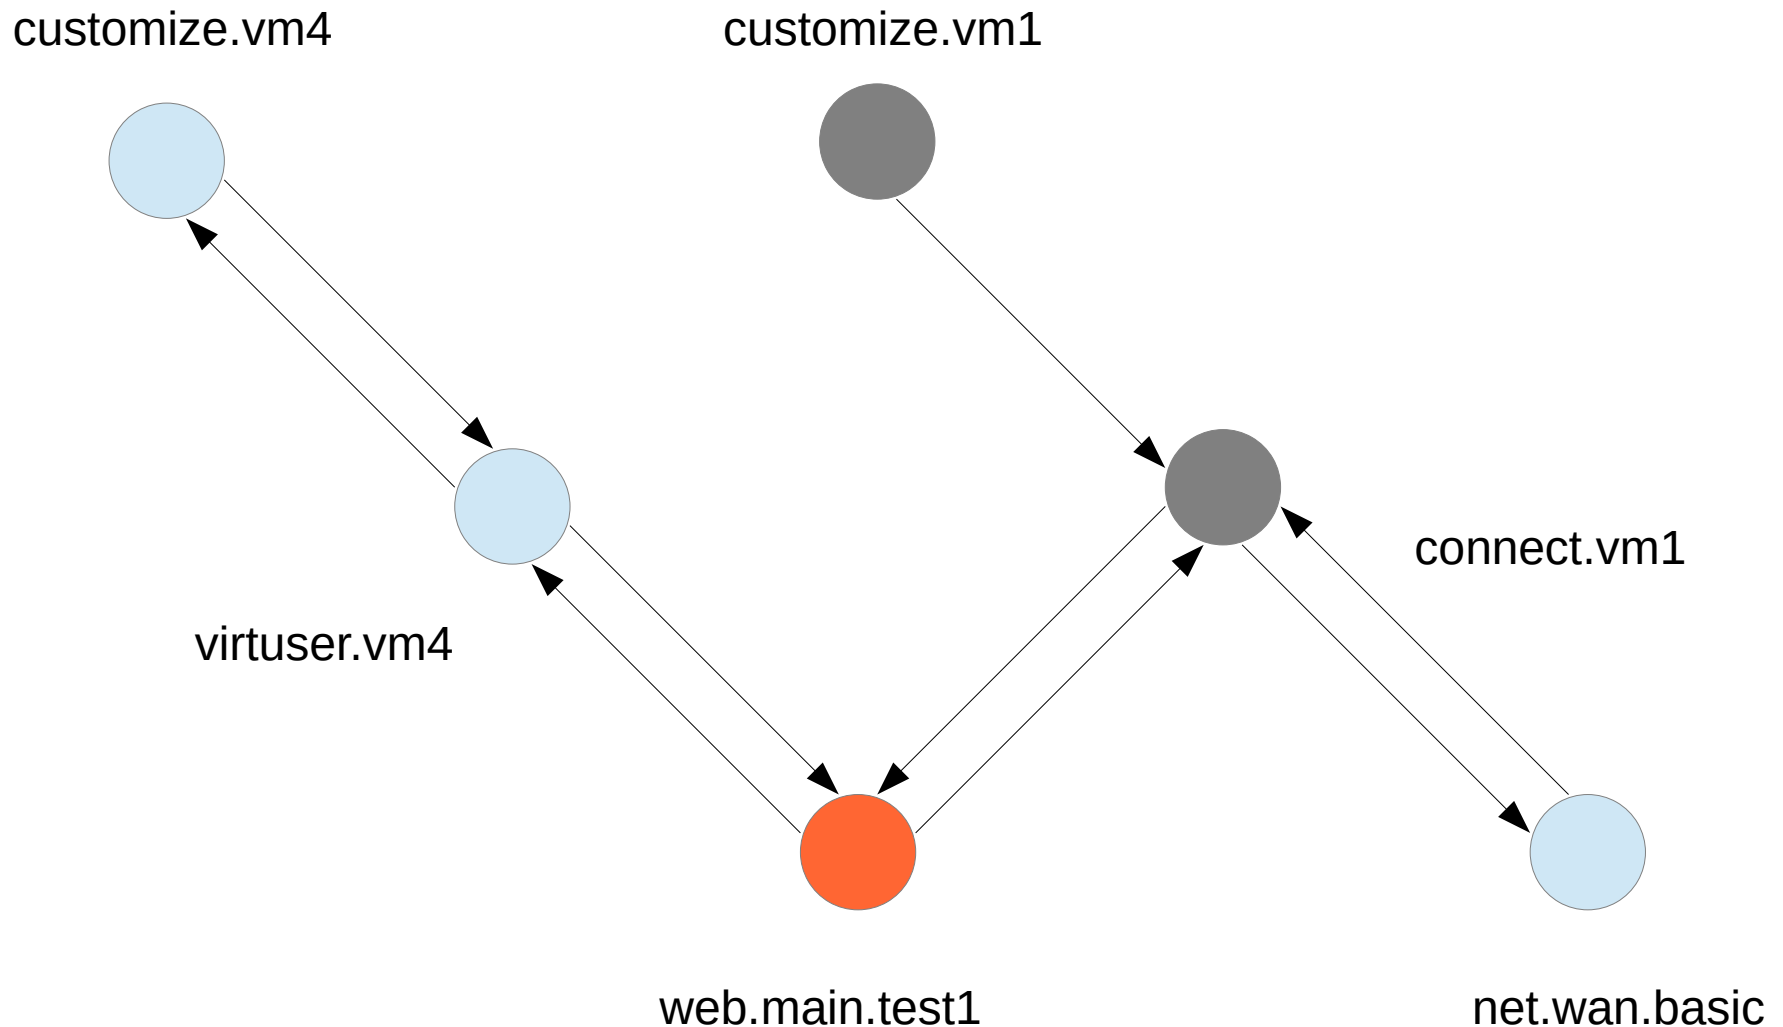 customize.vm4
customize.vm1
connect.vm1
virtuser.vm4
web.main.test1
net.wan.basic